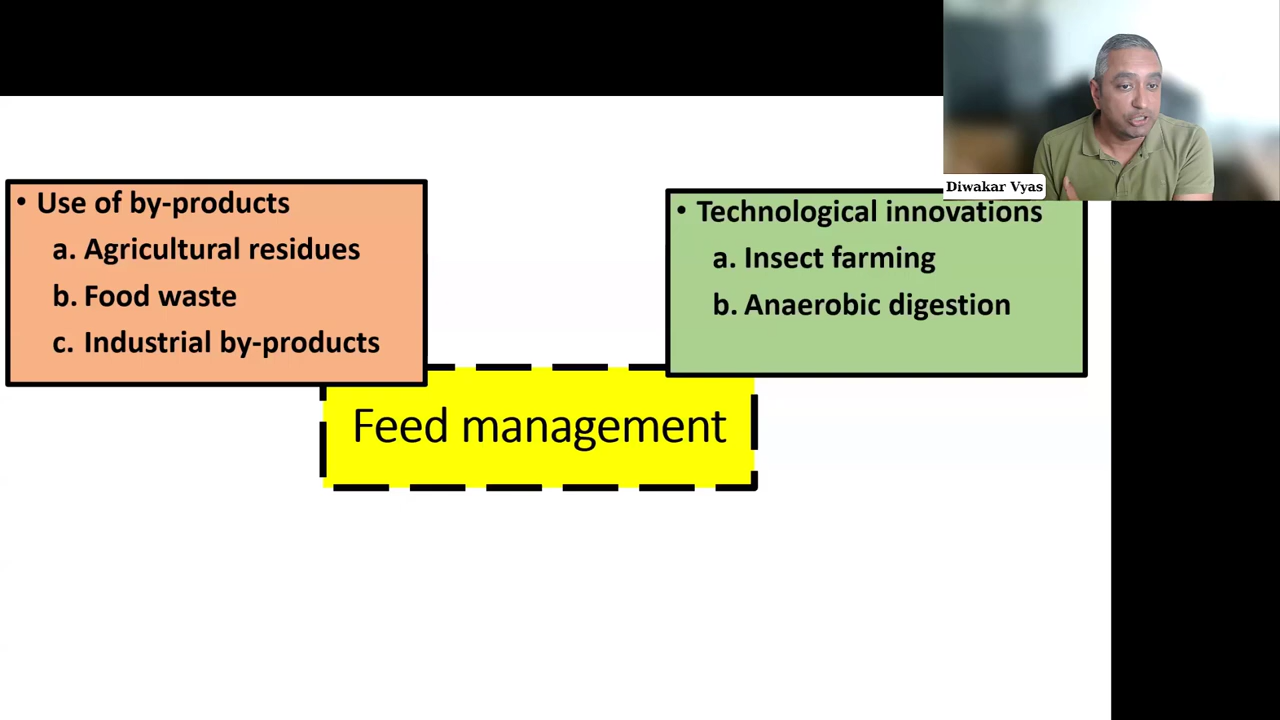 Diwakar Vyas
• Use of by-products
a. Agricultural residues
b. Food waste
c. Industrial by-products
• Technological innovations
a. Insect farming
b. Anaerobic digestion
Feed management